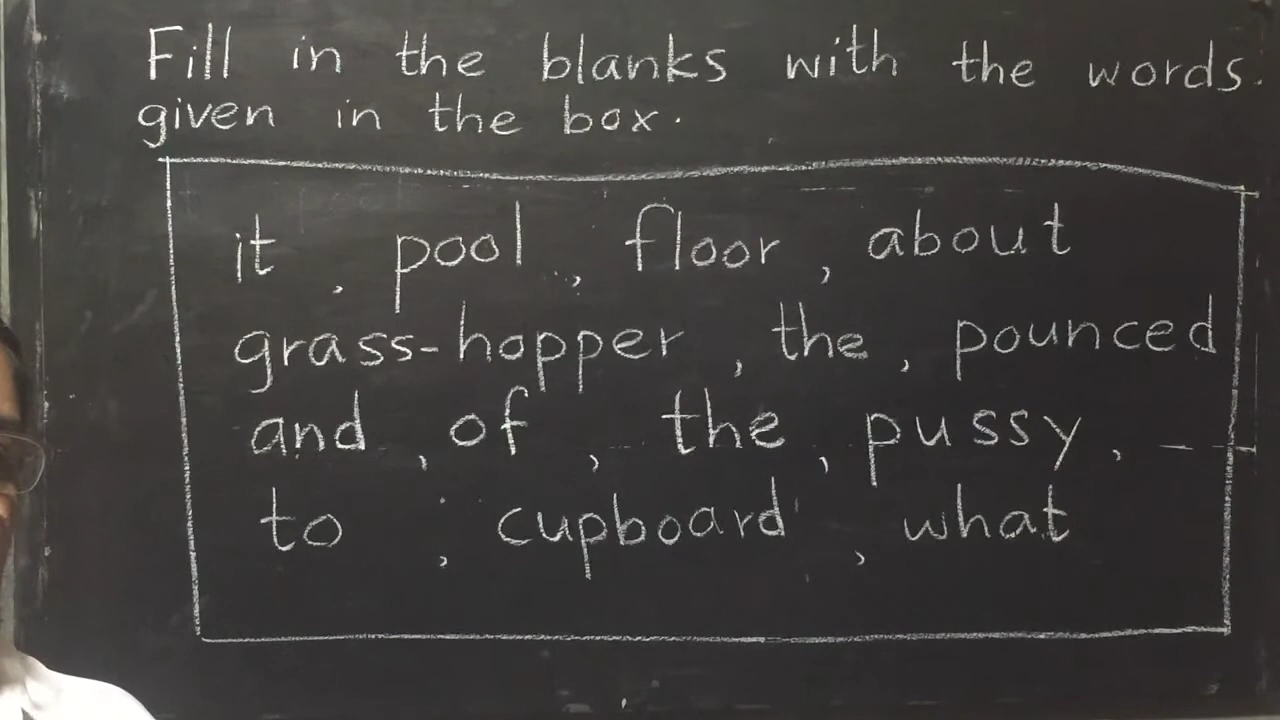 Fill in the blanks with the words.
given in the box.
it , pool , floor , about
grass-hopper , the , pounced
and , of , the , pussy ,
to , cupboard , what